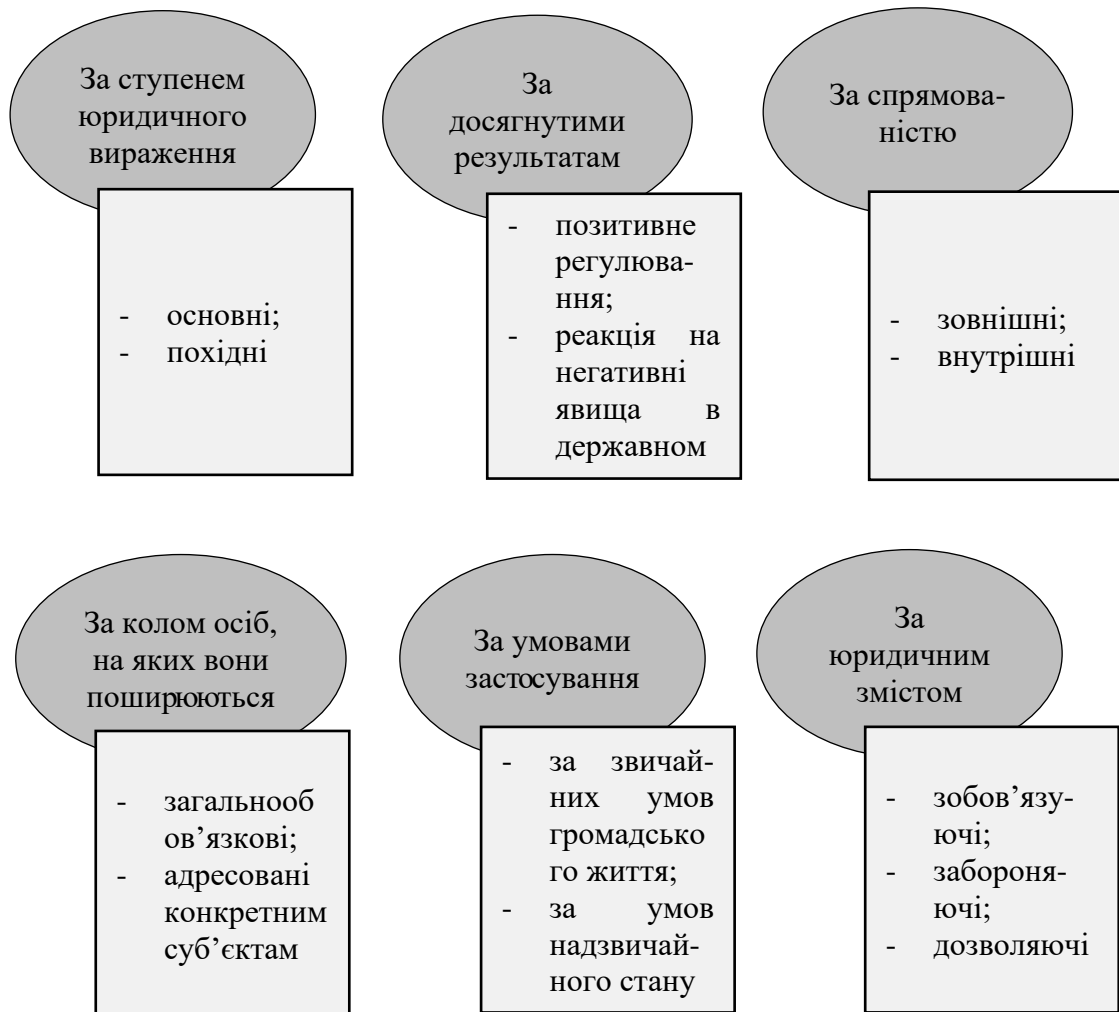 За ступенем
юридичного
вираження
- основні;
- похідні
За
досягнутими
результатам
- позитивне
регулюва-
ння;
- реакція на
негативні
явища в
державном
За спрямова-
ністю
- зовнішні;
- внутрішні
За колом осіб,
на яких вони
поширюються
- загальнооб
ов’язкові;
- адресовані
конкретним
суб’єктам
За умовами
застосування
- за звичай-
них умов
громадсько
го життя;
- за умов
надзвичай-
ного стану
За
юридичним
змістом
- зобов’язу-
ючі;
- забороня-
ючі;
- дозволяючі